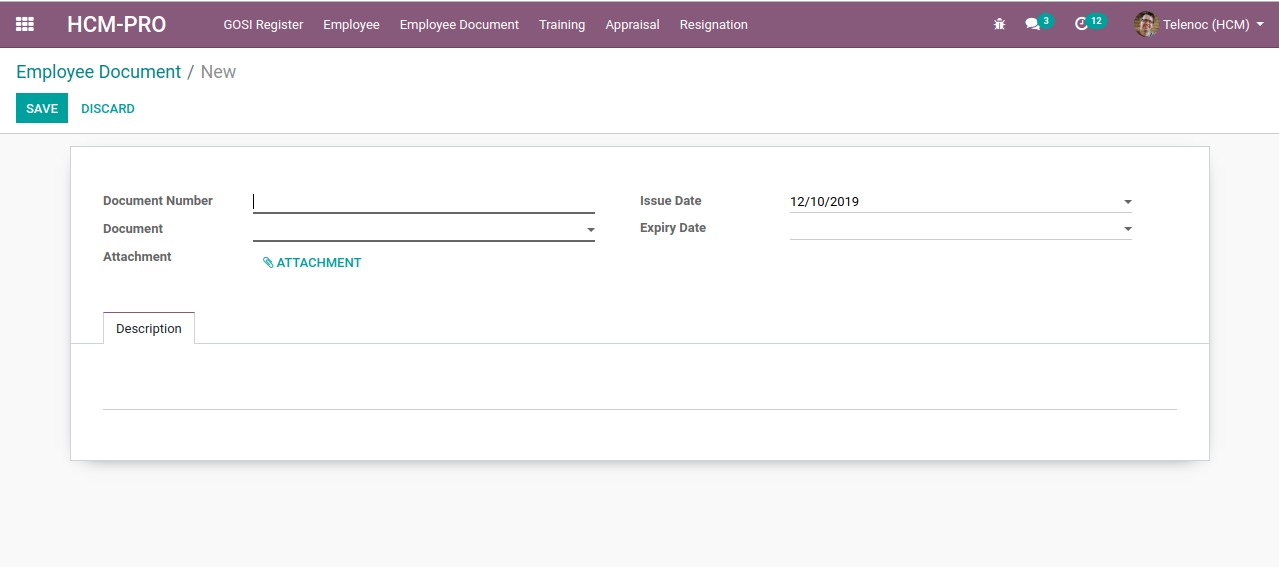 HCM-PRO GOSI Register Employee Employee Document Training Appraisal Resignation 3 12 Telenoc (HCM)
Employee Document / New
SAVE DISCARD
Document Number Issue Date 12/10/2019
Document Expiry Date
Attachment ATTACHMENT
Description